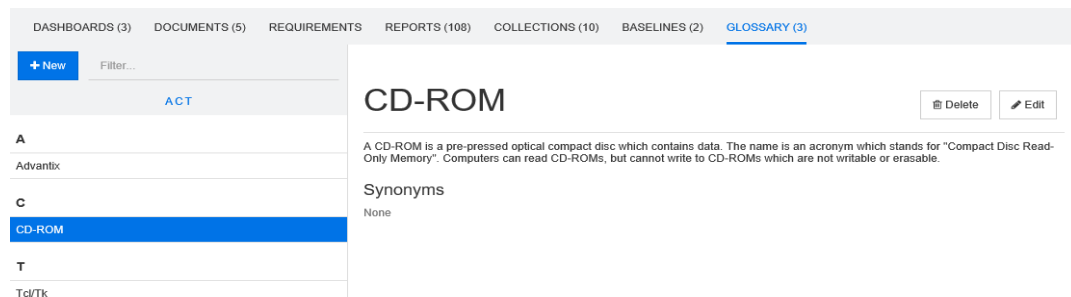 DASHBOARDS (3) DOCUMENTS (5) REQUIREMENTS REPORTS (108) COLLECTIONS (10) BASELINES (2) GLOSSARY (3)
+ New Filter...
A C T
A
Advantix
C
CD-ROM
T
Tcl/Tk
CD-ROM
Delete Edit
A CD-ROM is a pre-pressed optical compact disc which contains data. The name is an acronym which stands for "Compact Disc Read-
Only Memory". Computers can read CD-ROMs, but cannot write to CD-ROMs which are not writable or erasable.
Synonyms
None